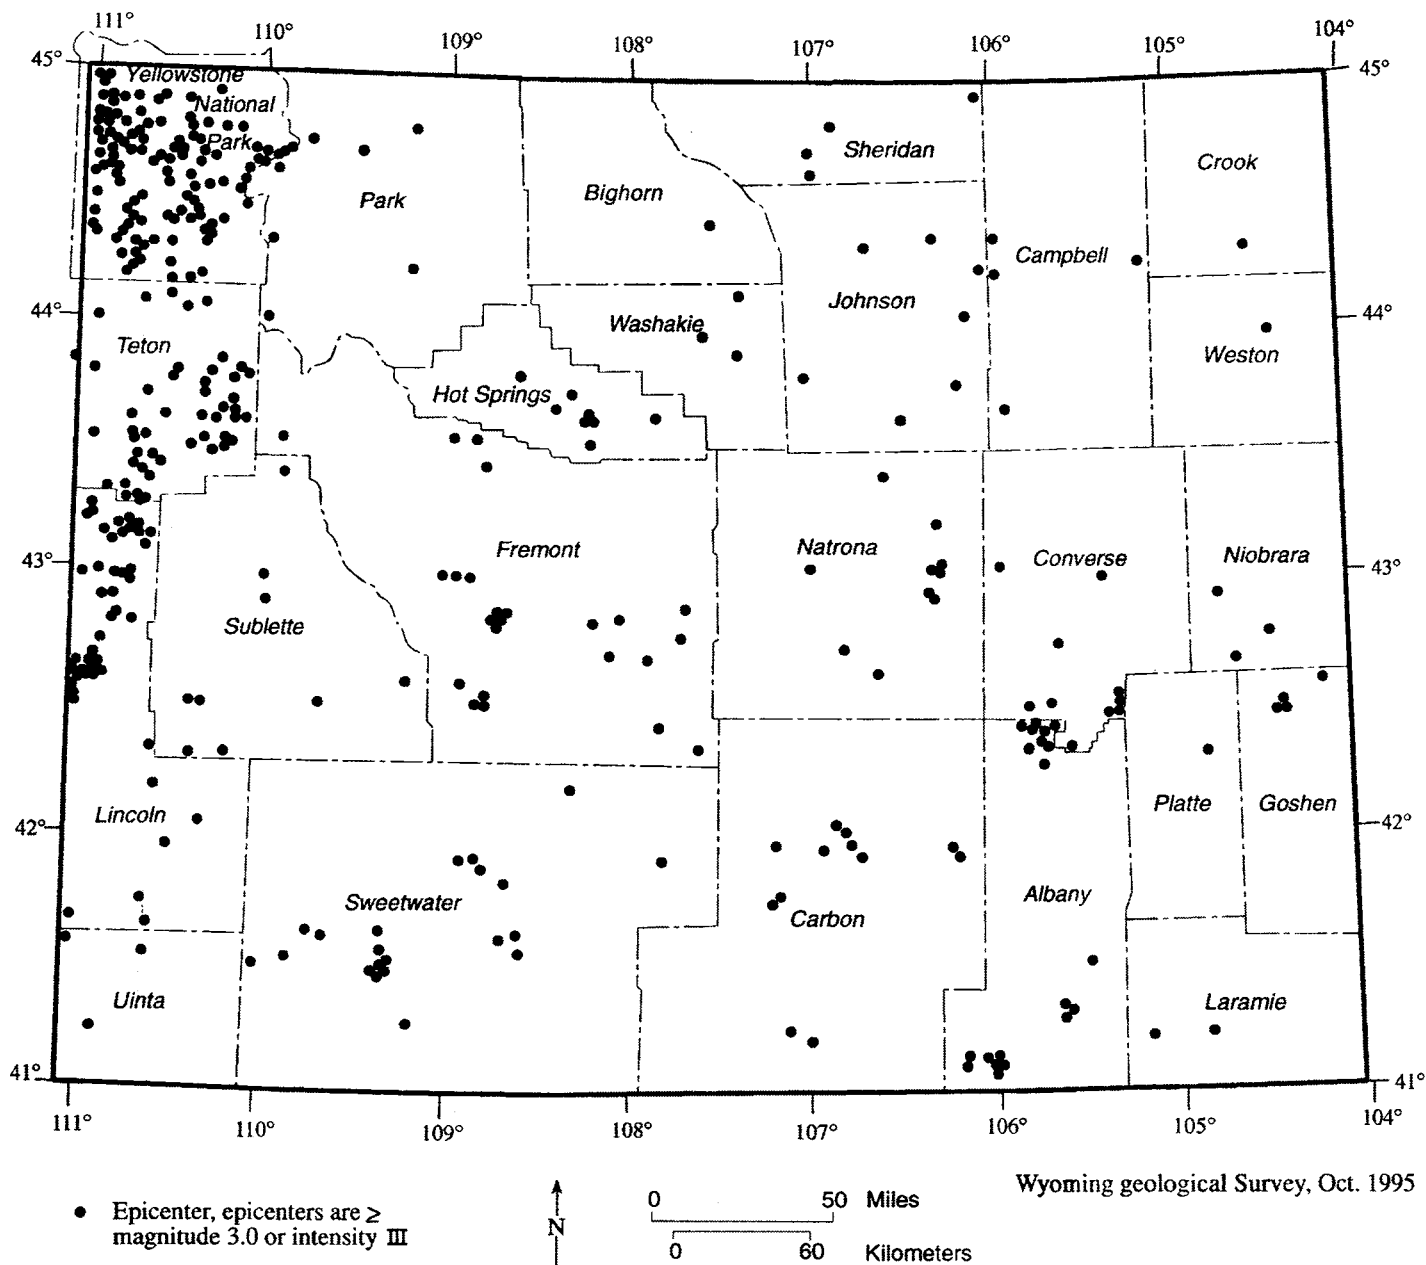 111°
110°
109°
108°
107°
106°
105°
104°
45°
45°
Yellowstone
National
Park
Park
Bighorn
Sheridan
Crook
Campbell
Johnson
Washakie
44°
44°
Teton
Weston
Hot Springs
Fremont
Natrona
Converse
Niobrara
43°
43°
Sublette
Lincoln
Platte
Goshen
42°
42°
Sweetwater
Carbon
Albany
Uinta
Laramie
41°
41°
111°
110°
109°
108°
107°
106°
105°
104°
Wyoming geological Survey, Oct. 1995
Epicenter, epicenters are ≥
magnitude 3.0 or intensity III
N
0 50 Miles
0 60 Kilometers